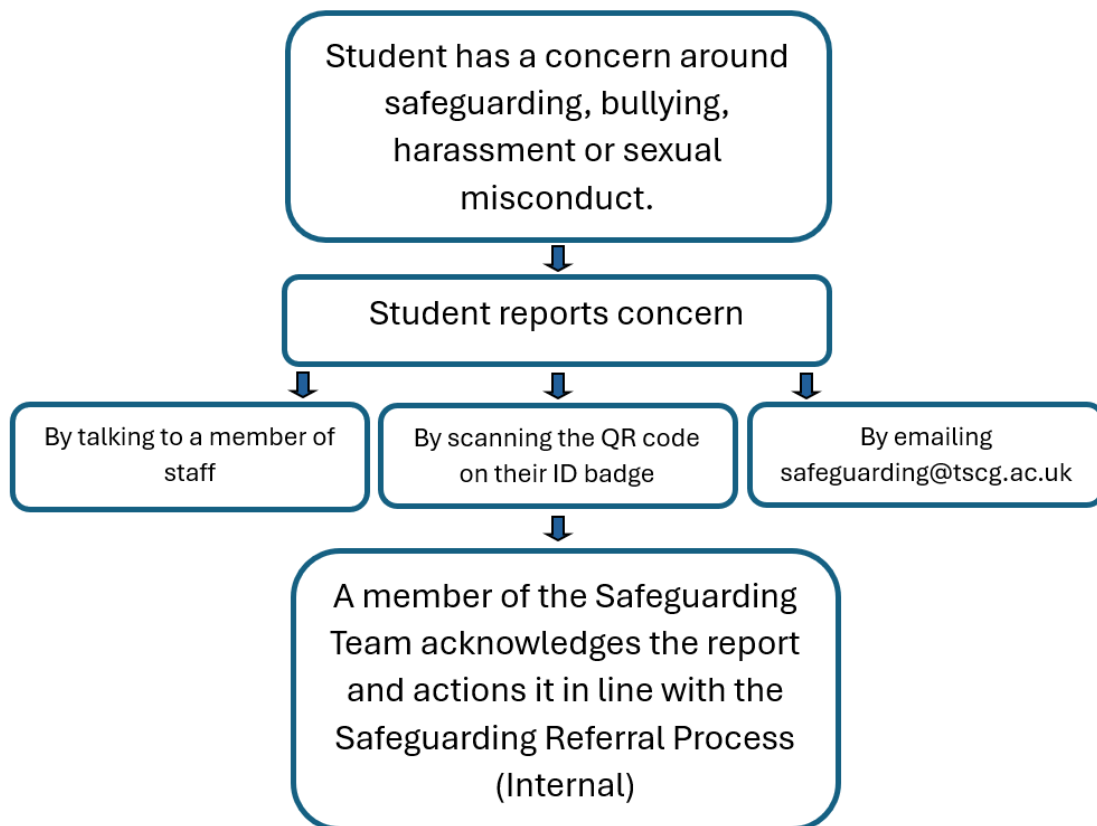 Student has a concern around
safeguarding, bullying,
harassment or sexual
misconduct.
Student reports concern
By talking to a member of
staff
By scanning the QR code
on their ID badge
By emailing
safeguarding@tscg.ac.uk
A member of the Safeguarding
Team acknowledges the report
and actions it in line with the
Safeguarding Referral Process
(Internal)